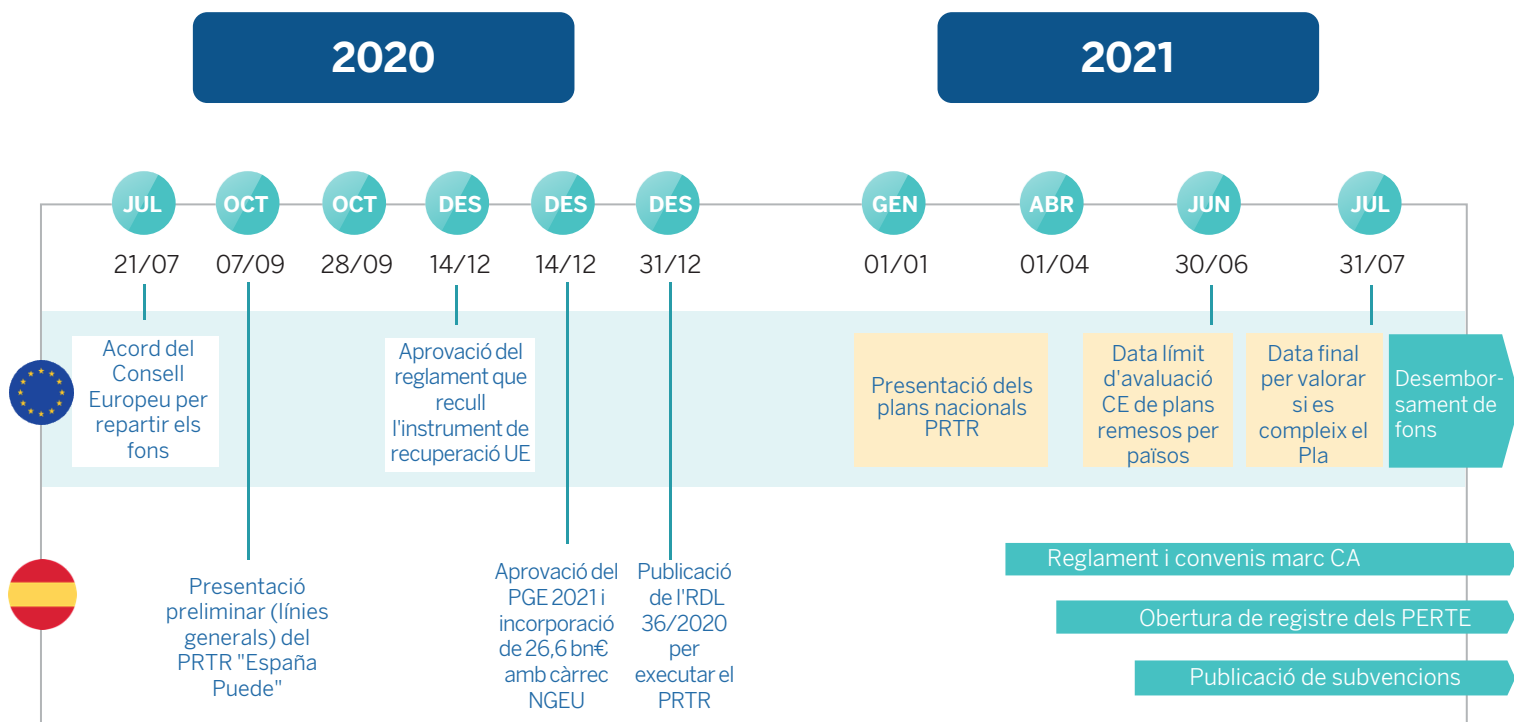 2020
2021
JUL
OCT
OCT
DES
DES
DES
GEN
ABR
JUN
JUL
21/07
07/09
28/09
14/12
14/12
31/12
01/01
01/04
30/06
31/07
Acord del
Consell
Europeu per
repartir els
fons
Aprovació del
reglament que
recull
l'instrument de
recuperació UE
Presentació dels
plans nacionals
PRTR
Data límit
d'avaluació
CE de plans
remesos per
països
Data final
per valorar
si es
compleix el
Pla
Desembor-
sament de
fons
Presentació
preliminar (línies
generals) del
PRTR "España
Puede"
Aprovació del
PGE 2021 i
incorporació
de 26,6 bn€
amb càrrec
NGEU
Publicació
de l'RDL
36/2020
per
executar el
PRTR
Reglament i convenis marc CA
Obertura de registre dels PERTE
Publicació de subvencions